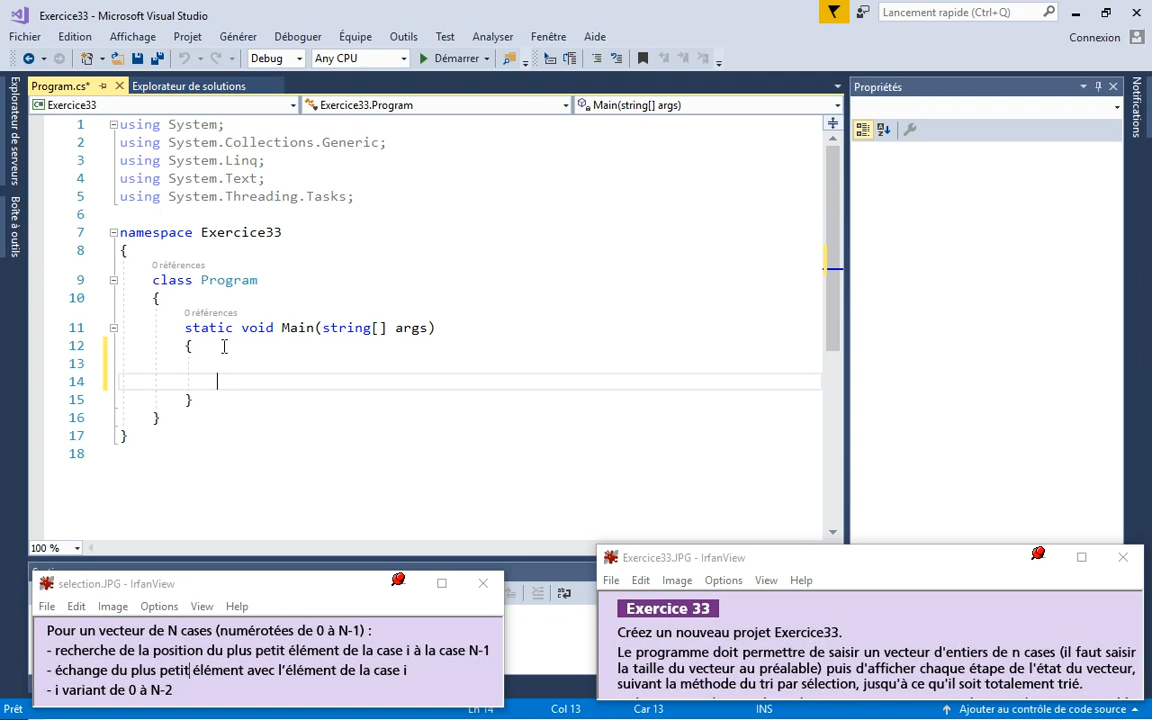 Exercice33 - Microsoft Visual Studio
Lancement rapide (Ctrl+Q)
Fichier Edition Affichage Projet Générer Déboguer Équipe Outils Test Analyser Fenêtre Aide
Connexion
Debug Any CPU Démarrer
Program.cs* Explorateur de solutions
Propriétés
Exercice33 Exercice33.Program Main(string[] args)
Explorateur de serveurs
Boîte à outils
Notifications
1 using System;
2 using System.Collections.Generic;
3 using System.Linq;
4 using System.Text;
5 using System.Threading.Tasks;
6
7 namespace Exercice33
8 {
0 références
9 class Program
10 {
0 références
11 static void Main(string[] args)
12 {
13
14
15 }
16 }
17 }
18
100 %
selection.JPG - IrfanView
File Edit Image Options View Help
Pour un vecteur de N cases (numérotées de 0 à N-1) :
- recherche de la position du plus petit élément de la case i à la case N-1
- échange du plus petit élément avec l'élément de la case i
- i variant de 0 à N-2
Exercice33.JPG - IrfanView
File Edit Image Options View Help
Exercice 33
Créez un nouveau projet Exercice33.
Le programme doit permettre de saisir un vecteur d'entiers de n cases (il faut saisir
la taille du vecteur au préalable) puis d'afficher chaque étape de l'état du vecteur,
suivant la méthode du tri par sélection, jusqu'à ce qu'il soit totalement trié.
Prêt Ln 14 Col 13 Car 13 INS Ajouter au contrôle de code source